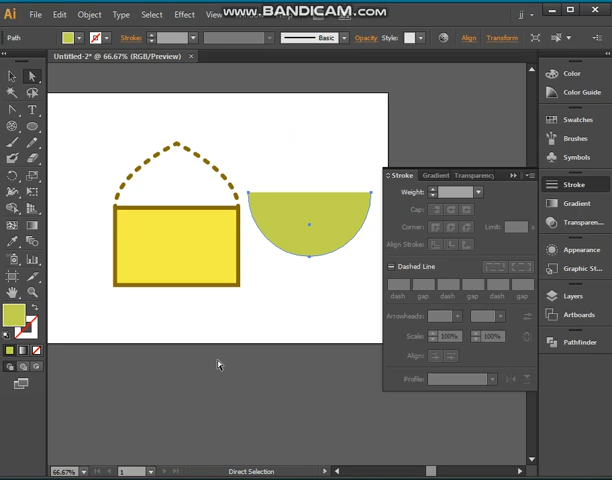 www.BANDICAM.com
Ai File Edit Object Type Select Effect jj
Path Stroke: Basic Opacity Style: Align Transform
Untitled-2* @ 66.67% (RGB/Preview) ×
Color
Color Guide
Swatches
Brushes
Symbols
Stroke
Gradient
Transparen...
Appearance
Graphic St...
Layers
Artboards
Pathfinder
Stroke Gradient Transparency
Weight:
Cap:
Corner: Limit:
Align Stroke:
Dashed Line
dash gap dash gap dash gap
Arrowheads:
Scale: 100% 100%
Align:
Profile:
66.67% 1 Direct Selection